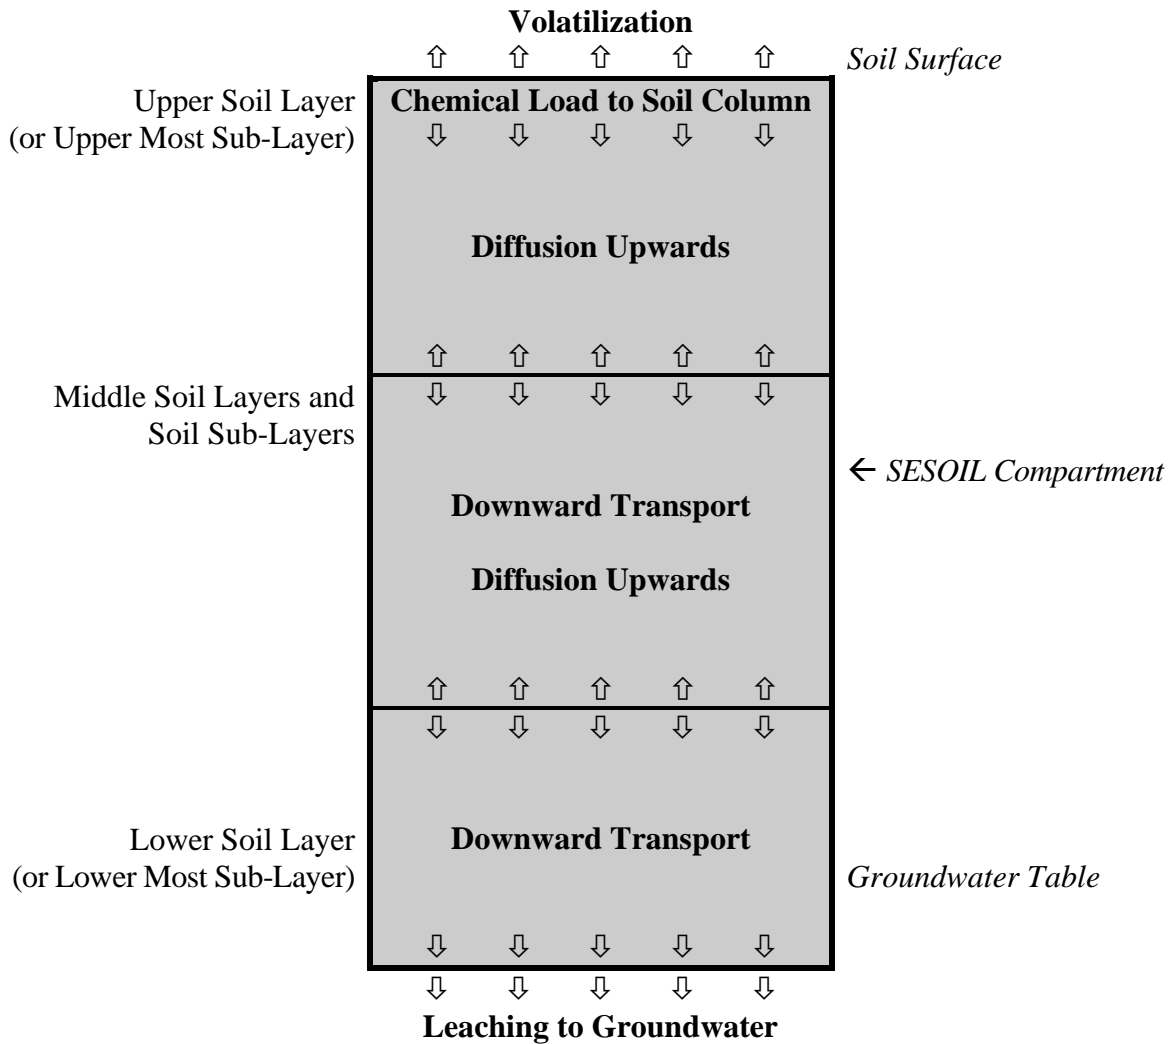 Volatilization
Soil Surface
Upper Soil Layer
(or Upper Most Sub-Layer)
Chemical Load to Soil Column
Diffusion Upwards
Middle Soil Layers and
Soil Sub-Layers
← SESOIL Compartment
Downward Transport
Diffusion Upwards
Lower Soil Layer
(or Lower Most Sub-Layer)
Downward Transport
Groundwater Table
Leaching to Groundwater